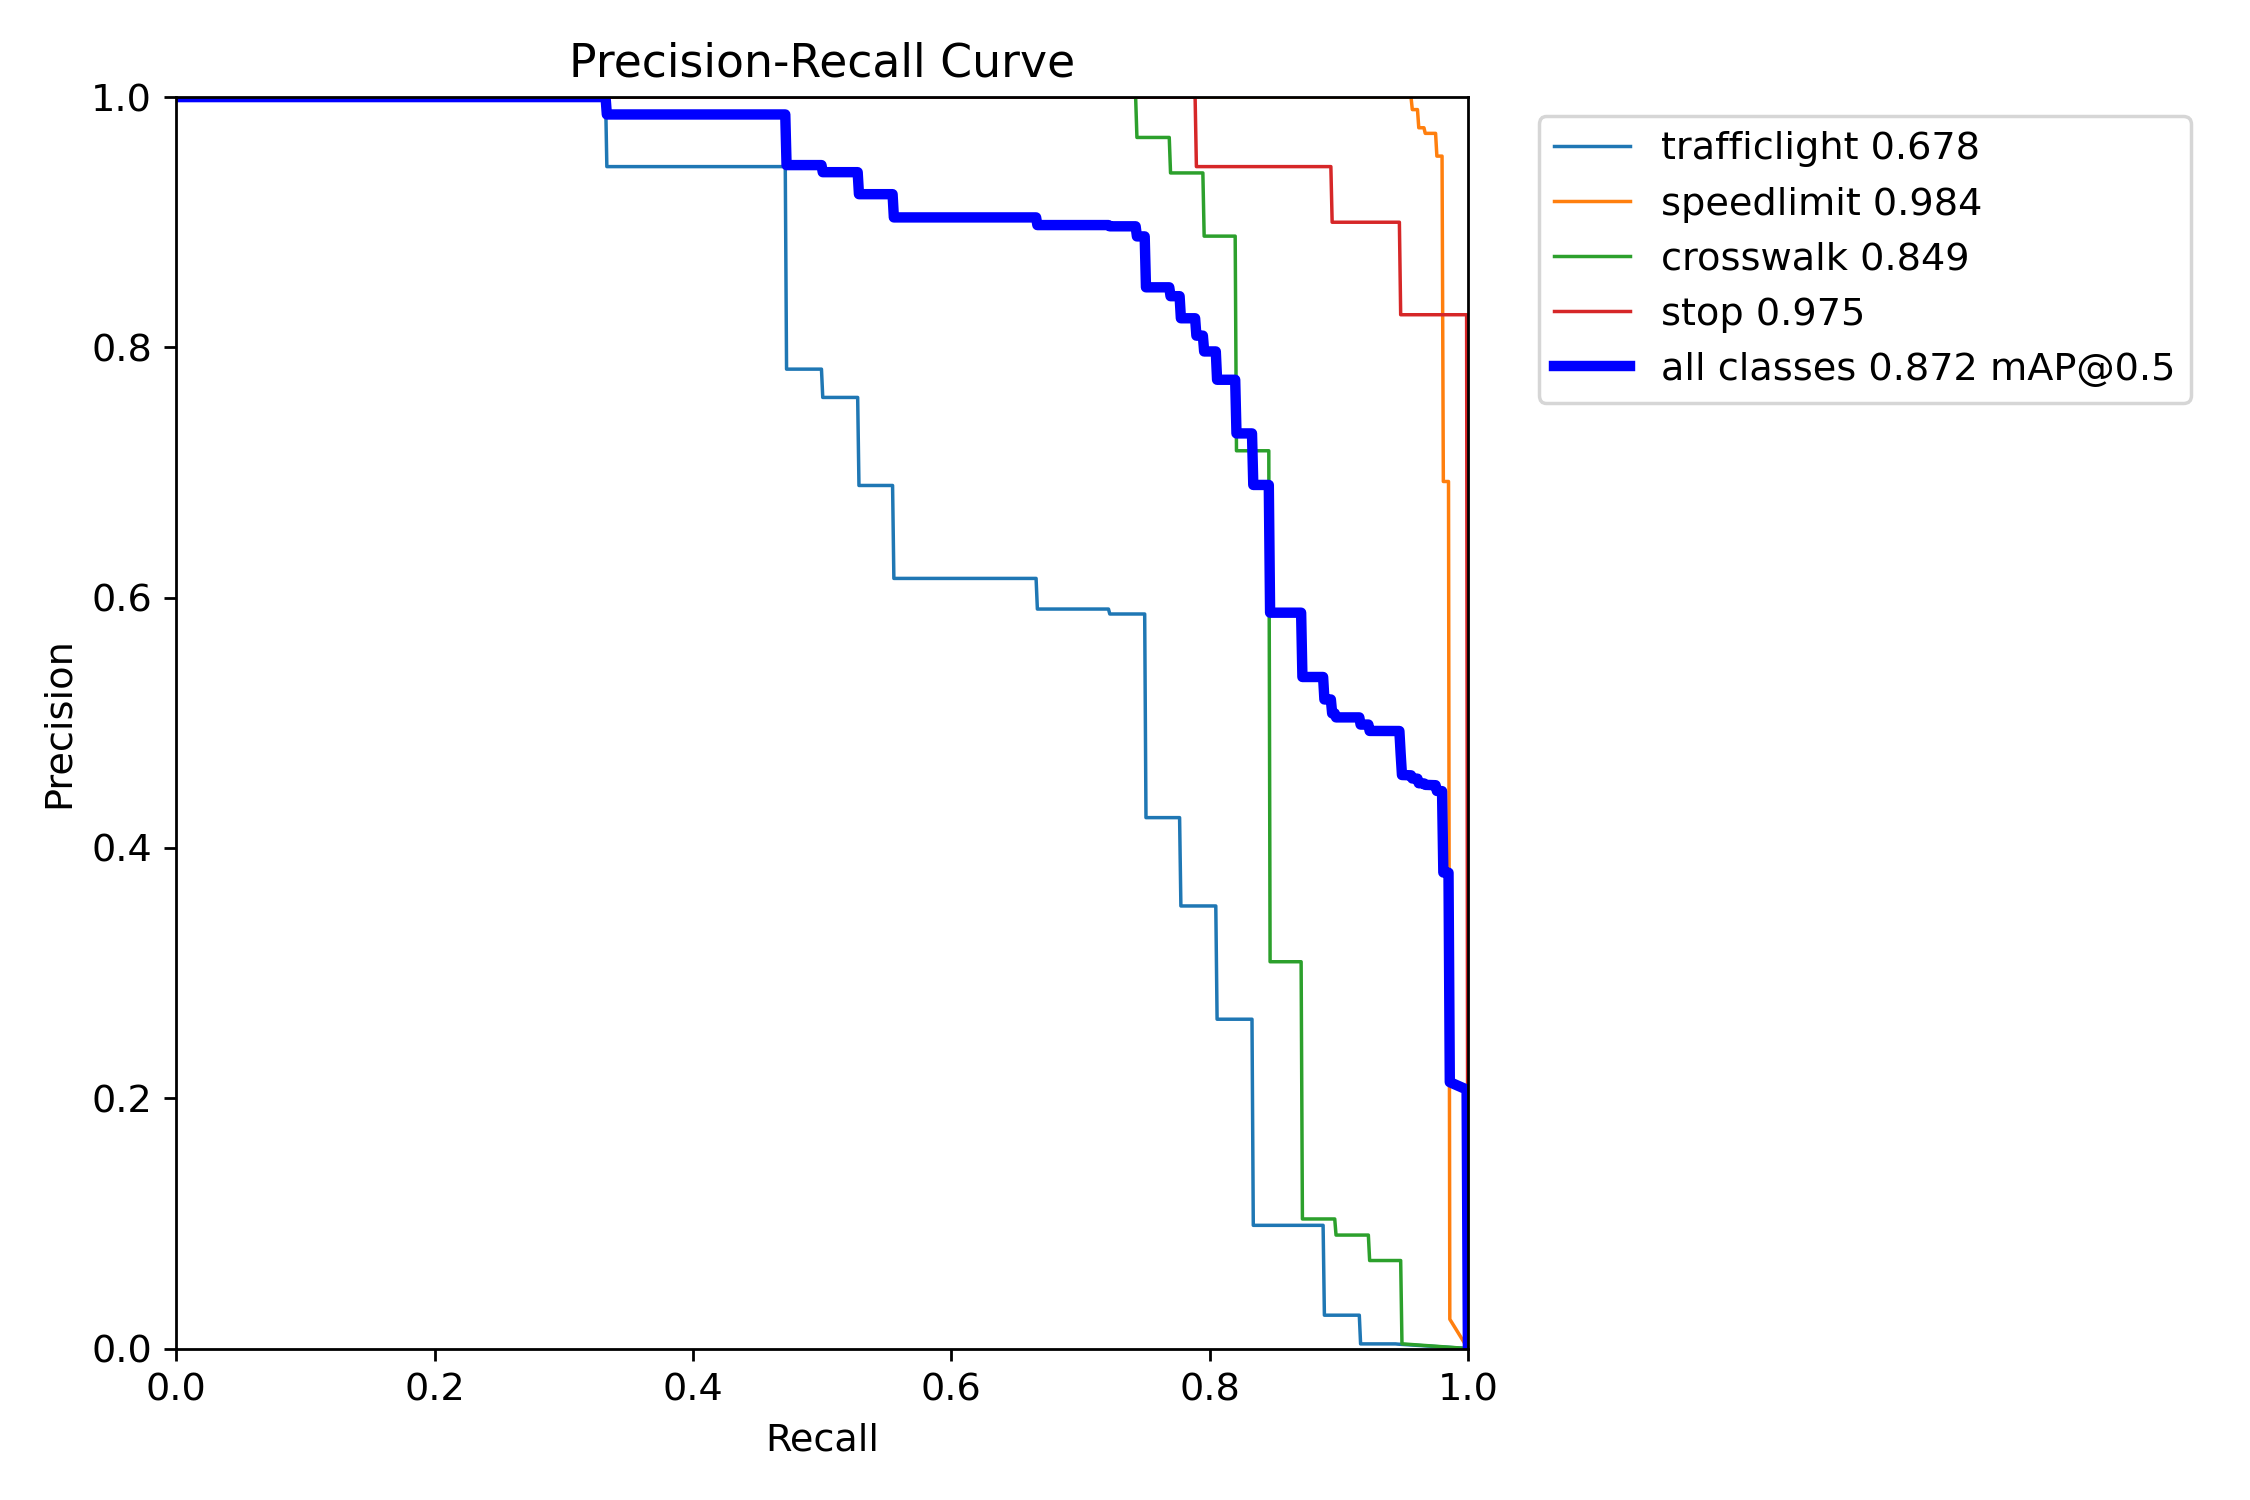 Precision-Recall Curve
trafficlight 0.678
speedlimit 0.984
crosswalk 0.849
stop 0.975
all classes 0.872 mAP@0.5
Precision
1.0
0.8
0.6
0.4
0.2
0.0
0.0 0.2 0.4 0.6 0.8 1.0
Recall